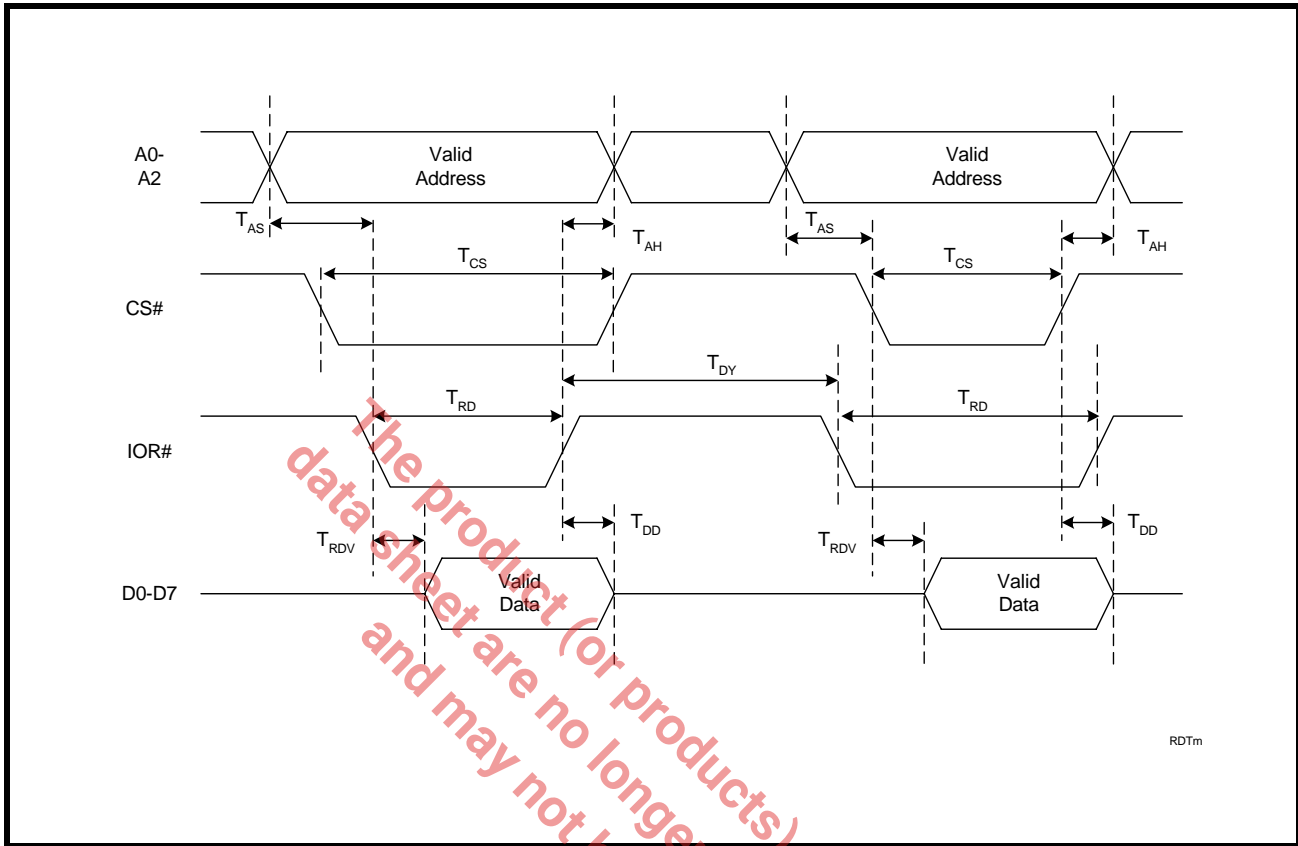 A0-
A2
Valid
Address
Valid
Address
TAS
TAH
TAS
TAH
TCS
TCS
CS#
TDY
TRD
TRD
IOR#
TRDV
TDD
TRDV
TDD
D0-D7
Valid
Data
Valid
Data
RDTm
The product (or products)
data sheet are no longer
and may not